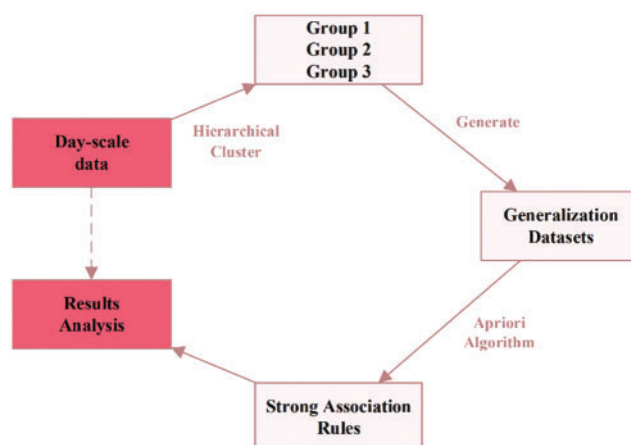 Group 1
Group 2
Group 3
Hierarchical
Cluster
Generate
Day-scale
data
Generalization
Datasets
Results
Analysis
Apriori
Algorithm
Strong Association
Rules